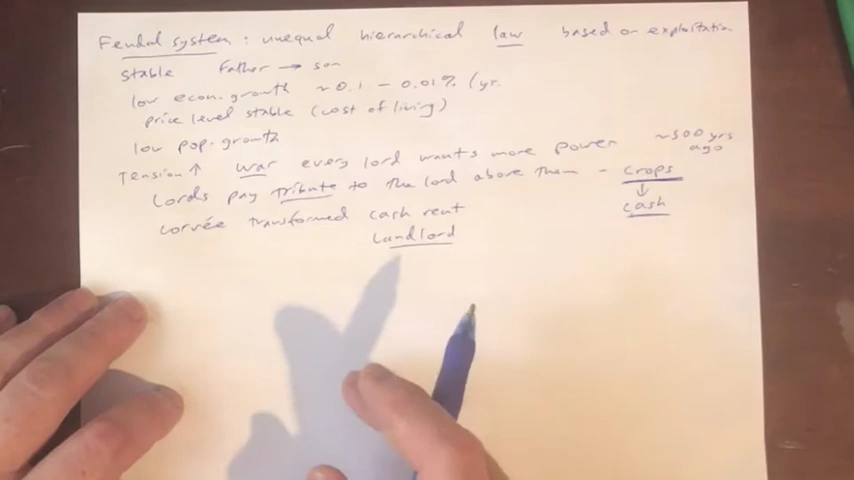 Feudal system : unequal hierarchical law based on exploitation
stable Father → son
low econ. growth ~0.1 - 0.01% /yr.
price level stable (cost of living)
low pop. growth
Tension ↑ war every lord wants more power ~500 yrs ago
Lords pay tribute to the lord above them - crops
↓
corvée transformed cash rent cash
Landlord